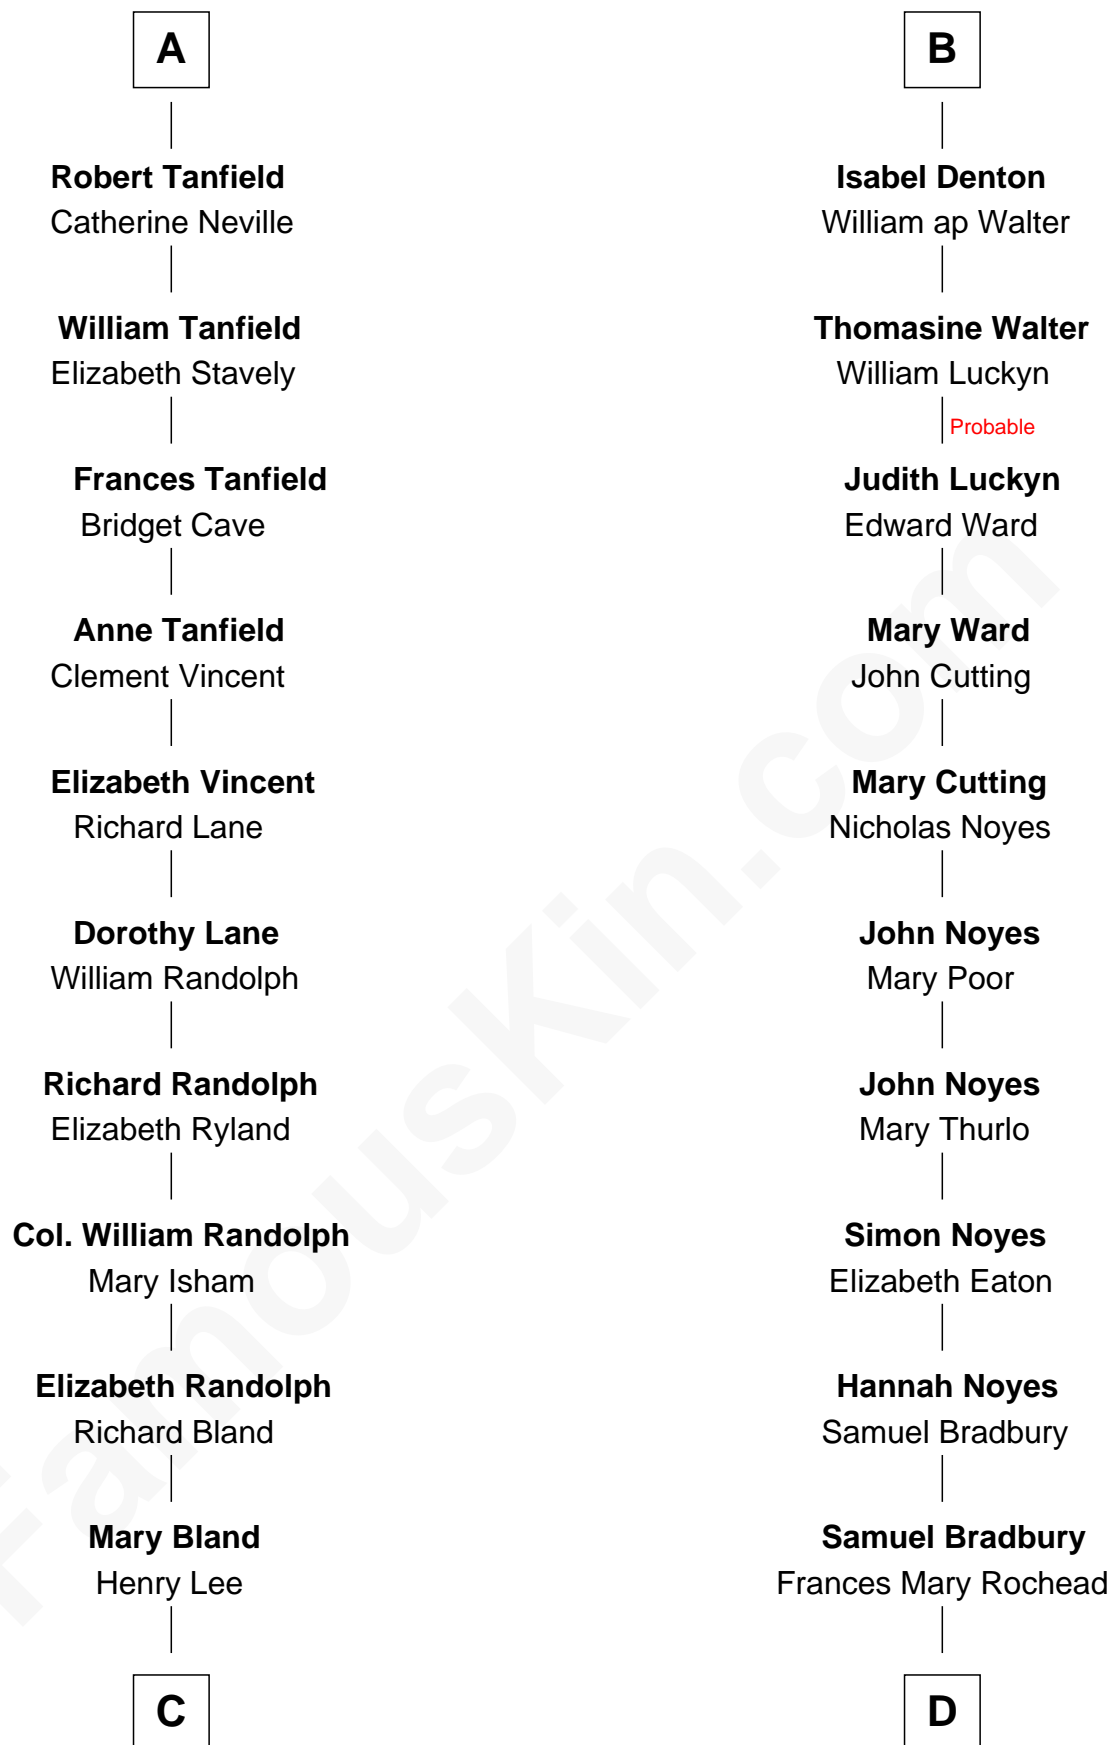 A
Robert Tanfield
Catherine Neville
William Tanfield
Elizabeth Stavely
Frances Tanfield
Bridget Cave
Anne Tanfield
Clement Vincent
Elizabeth Vincent
Richard Lane
Dorothy Lane
William Randolph
Richard Randolph
Elizabeth Ryland
Col. William Randolph
Mary Isham
Elizabeth Randolph
Richard Bland
Mary Bland
Henry Lee
C
B
Isabel Denton
William ap Walter
Thomasine Walter
William Luckyn
Probable
Judith Luckyn
Edward Ward
Mary Ward
John Cutting
Mary Cutting
Nicholas Noyes
John Noyes
Mary Poor
John Noyes
Mary Thurlo
Simon Noyes
Elizabeth Eaton
Hannah Noyes
Samuel Bradbury
Samuel Bradbury
Frances Mary Rochead
D
FamousKin.com